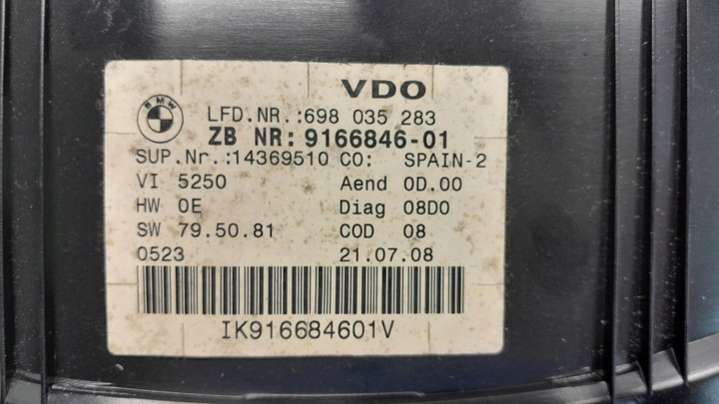 VDO
BMW
LFD.NR.:698 035 283
ZB NR: 9166846-01
SUP.Nr.:14369510 CO: SPAIN-2
VI 5250 Aend 0D.00
HW 0E Diag 08D0
SW 79.50.81 COD 08
0523 21.07.08
IK916684601V